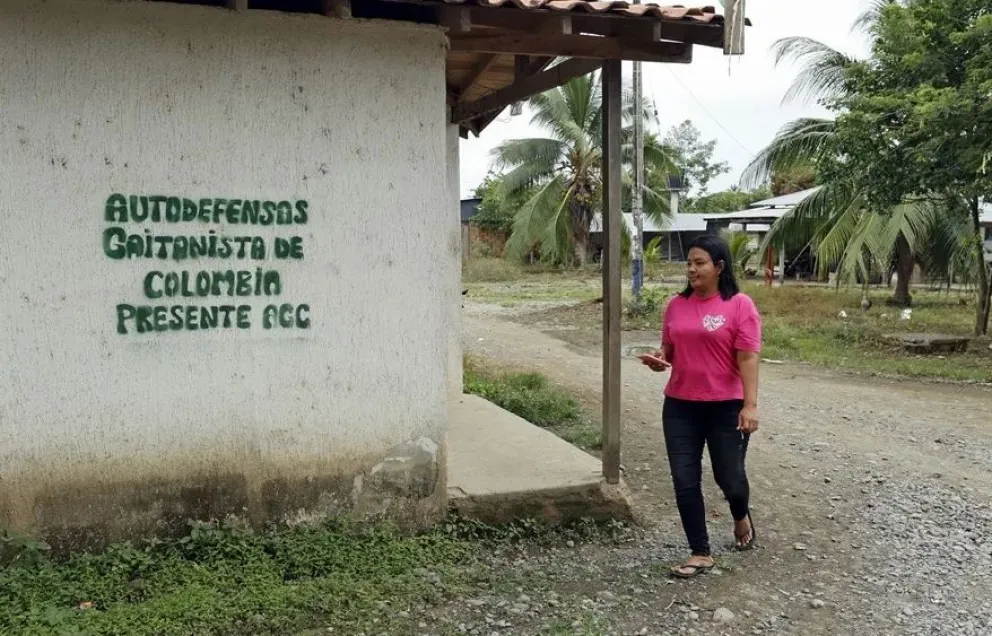 AUTODEFENSAS
GAITANISTA DE
COLOMBIA
PRESENTE AGC